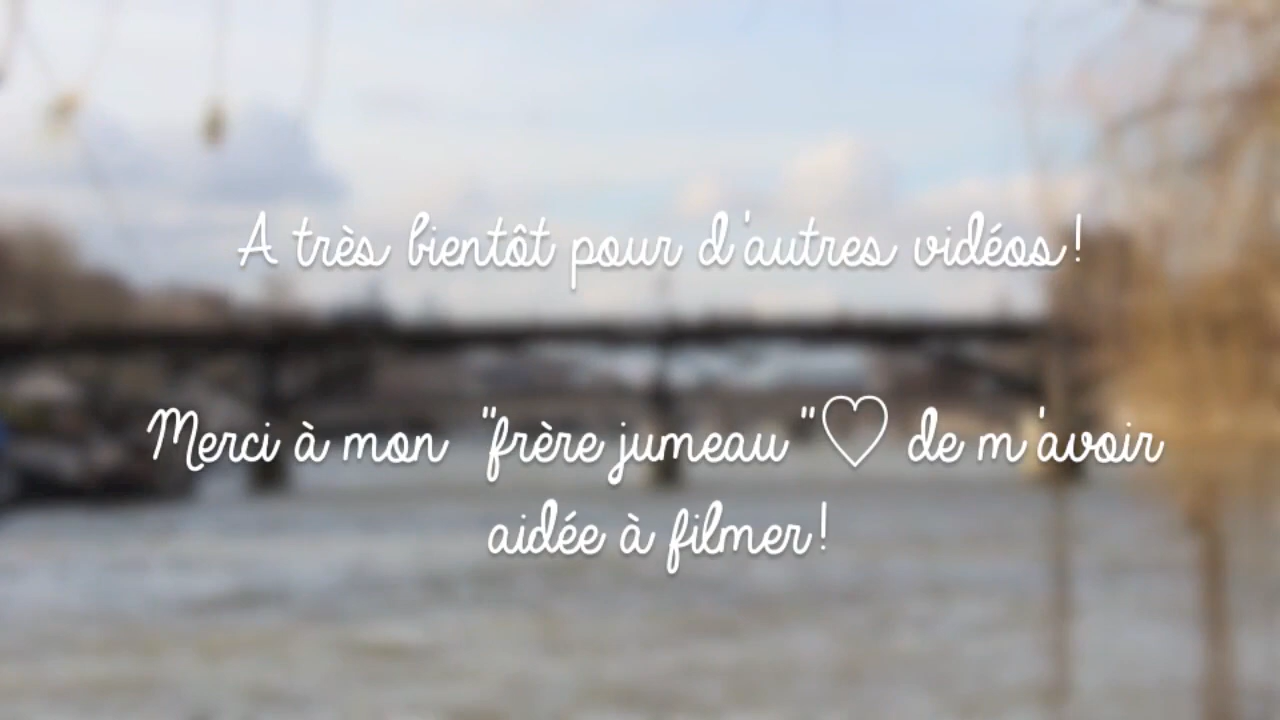 A très bientôt pour d'autres vidéos!
Merci à mon "frère jumeau"♡ de m'avoir
aidée à filmer!